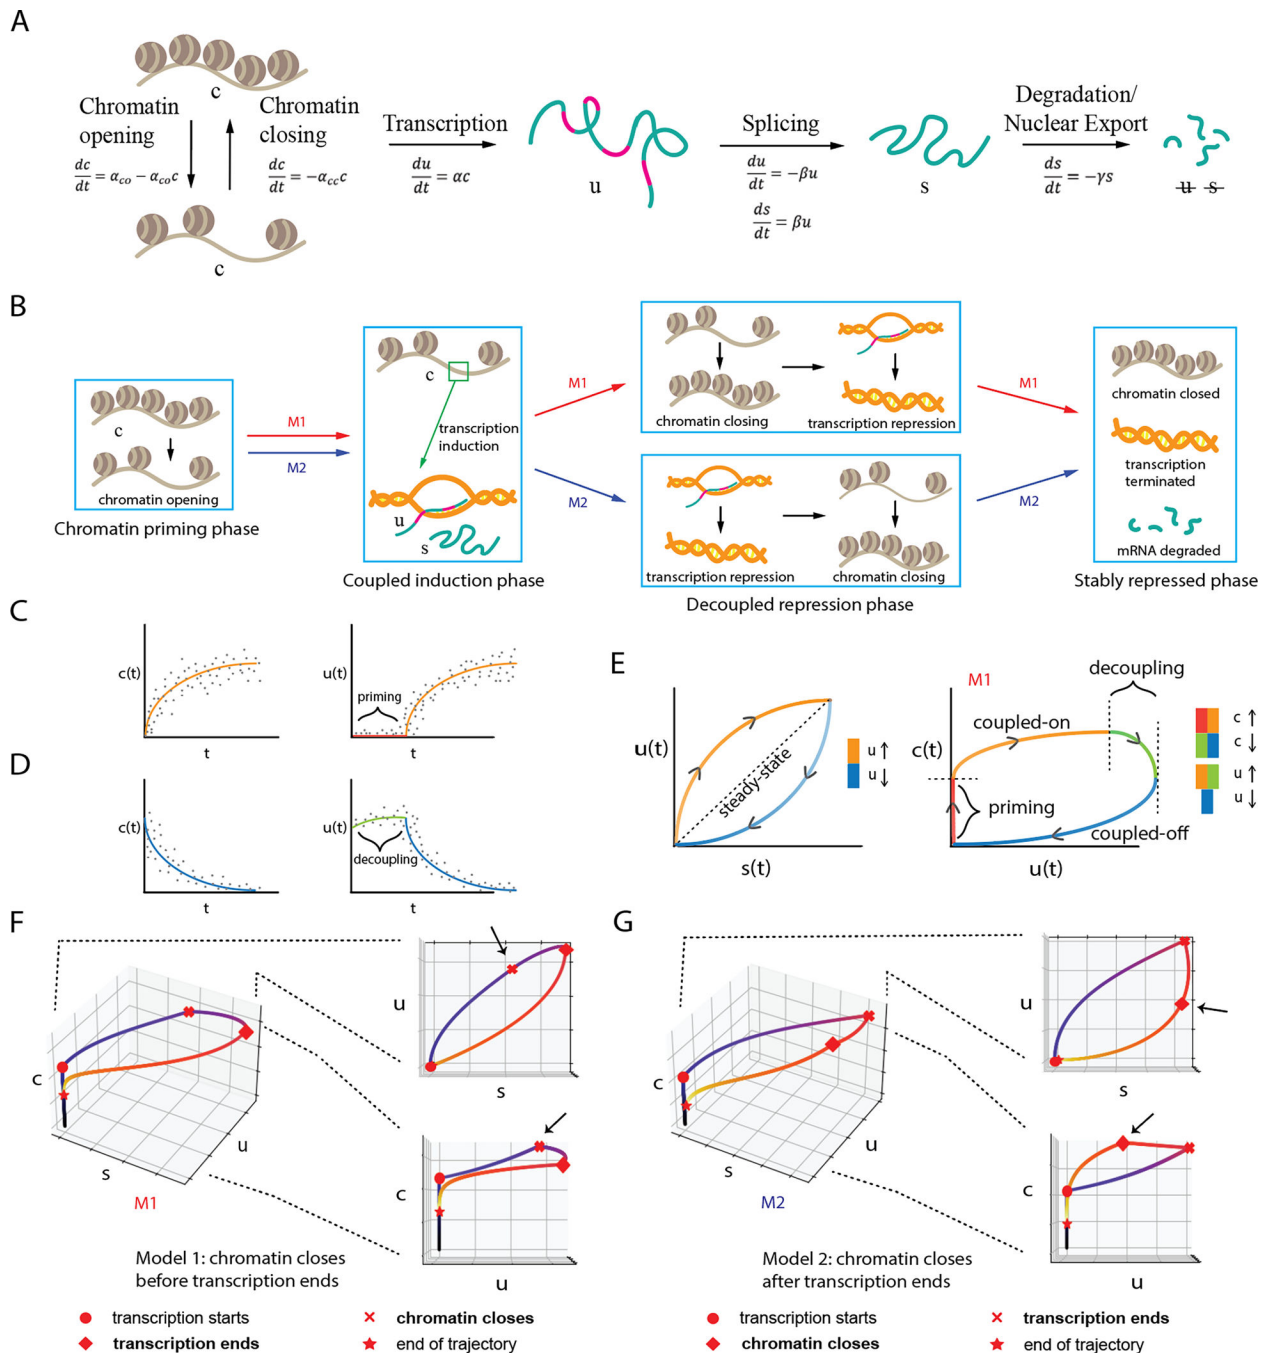 A
c
Chromatin
opening
dc/dt = α_co − α_co c
Chromatin
closing
dc/dt = −α_cc c
c
Transcription
du/dt = αc
u
Splicing
du/dt = −βu
ds/dt = βu
s
Degradation/
Nuclear Export
ds/dt = −γs
u s
B
c
chromatin opening
Chromatin priming phase
M1
M2
c
transcription
induction
u
s
Coupled induction phase
M1
M2
chromatin closing
transcription repression
transcription repression
chromatin closing
Decoupled repression phase
M1
M2
chromatin closed
transcription
terminated
mRNA degraded
Stably repressed phase
C
c(t)
t
u(t)
priming
t
D
c(t)
t
u(t)
decoupling
t
E
u(t)
steady-state
s(t)
u ↑
u ↓
M1
decoupling
c(t)
coupled-on
priming
coupled-off
u(t)
c ↑
c ↓
u ↑
u ↓
F
c
s
u
M1
u
s
c
u
Model 1: chromatin closes
before transcription ends
transcription starts
chromatin closes
transcription ends
end of trajectory
G
c
s
u
M2
u
s
c
u
Model 2: chromatin closes
after transcription ends
transcription starts
transcription ends
chromatin closes
end of trajectory